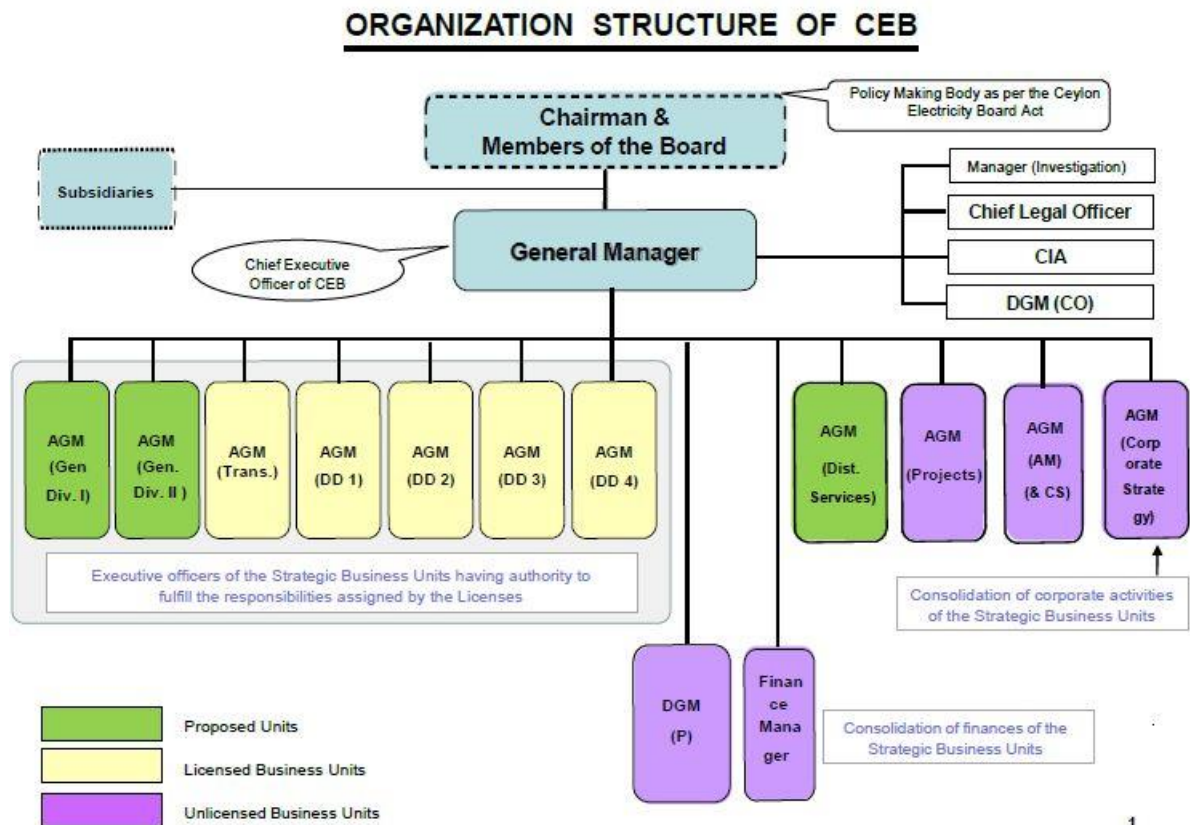 ORGANIZATION STRUCTURE OF CEB
Policy Making Body as per the Ceylon
Electricity Board Act
Chairman &
Members of the Board
Subsidiaries
Manager (Investigation)
Chief Legal Officer
General Manager
CIA
Chief Executive
Officer of CEB
DGM (CO)
AGM
(Gen
Div. I)
AGM
(Gen.
Div. II )
AGM
(Trans.)
AGM
(DD 1)
AGM
(DD 2)
AGM
(DD 3)
AGM
(DD 4)
AGM
(Dist.
Services)
AGM
(Projects)
AGM
(AM)
(& CS)
AGM
(Corp
orate
Strate
gy)
Executive officers of the Strategic Business Units having authority to
fulfill the responsibilities assigned by the Licenses
Consolidation of corporate activities
of the Strategic Business Units
DGM
(P)
Finan
ce
Mana
ger
Consolidation of finances of the
Strategic Business Units
Proposed Units
Licensed Business Units
Unlicensed Business Units
1